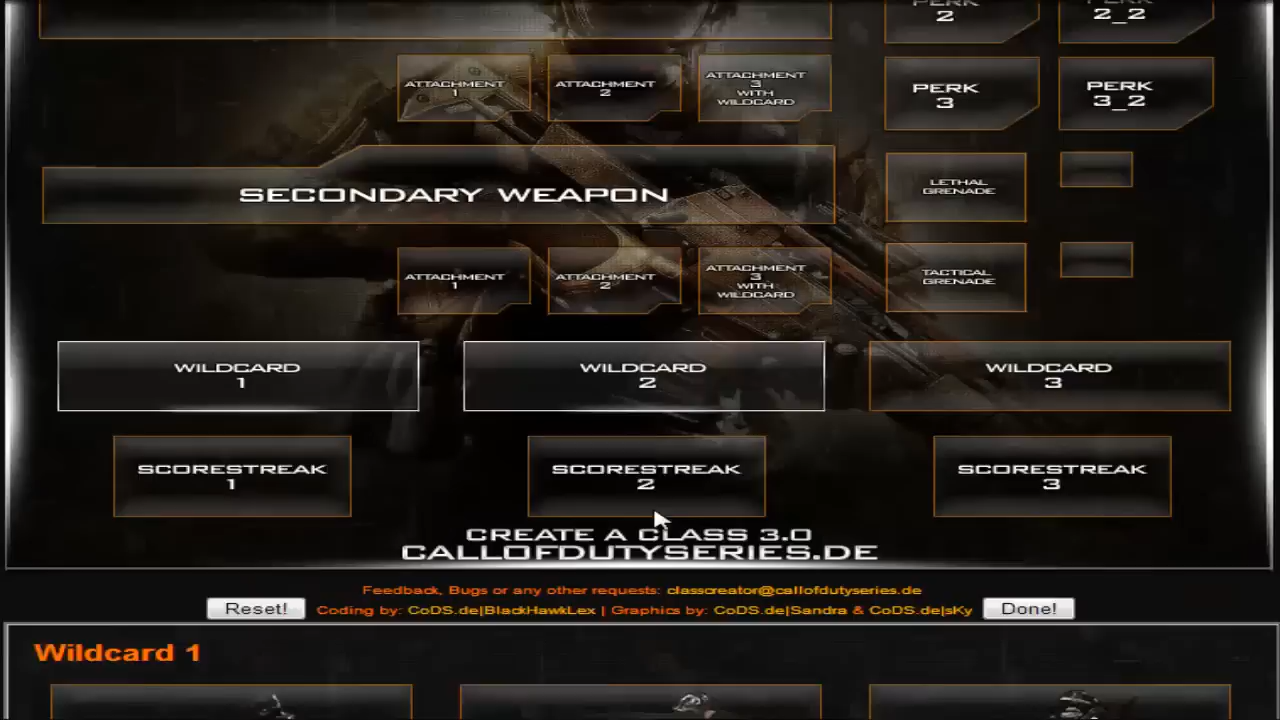 PERK
2
PERK
2_2
ATTACHMENT
1
ATTACHMENT
2
ATTACHMENT
3
WITH
WILDCARD
PERK
3
PERK
3_2
SECONDARY WEAPON
LETHAL
GRENADE
ATTACHMENT
1
ATTACHMENT
2
ATTACHMENT
3
WITH
WILDCARD
TACTICAL
GRENADE
WILDCARD
1
WILDCARD
2
WILDCARD
3
SCORESTREAK
1
SCORESTREAK
2
SCORESTREAK
3
CREATE A CLASS 3.0
CALLOFDUTYSERIES.DE
Feedback, Bugs or any other requests: classcreator@callofdutyseries.de
Reset! Coding by: CoDS.de|BlackHawkLex | Graphics by: CoDS.de|Sandra & CoDS.de|sKy Done!
Wildcard 1